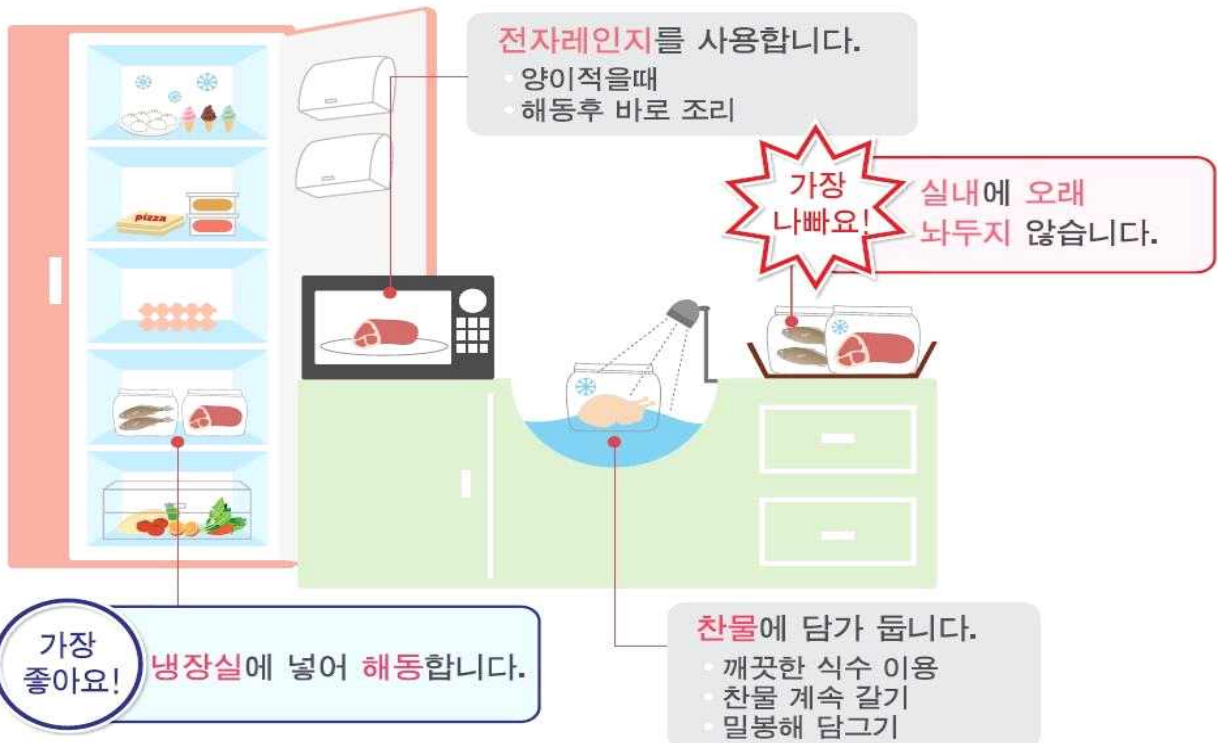 전자레인지를 사용합니다.
양이적을때
해동후 바로 조리
가장
나빠요!
실내에 오래
놔두지 않습니다.
pizza
가장
좋아요!
냉장실에 넣어 해동합니다.
찬물에 담가 둡니다.
깨끗한 식수 이용
찬물 계속 갈기
밀봉해 담그기